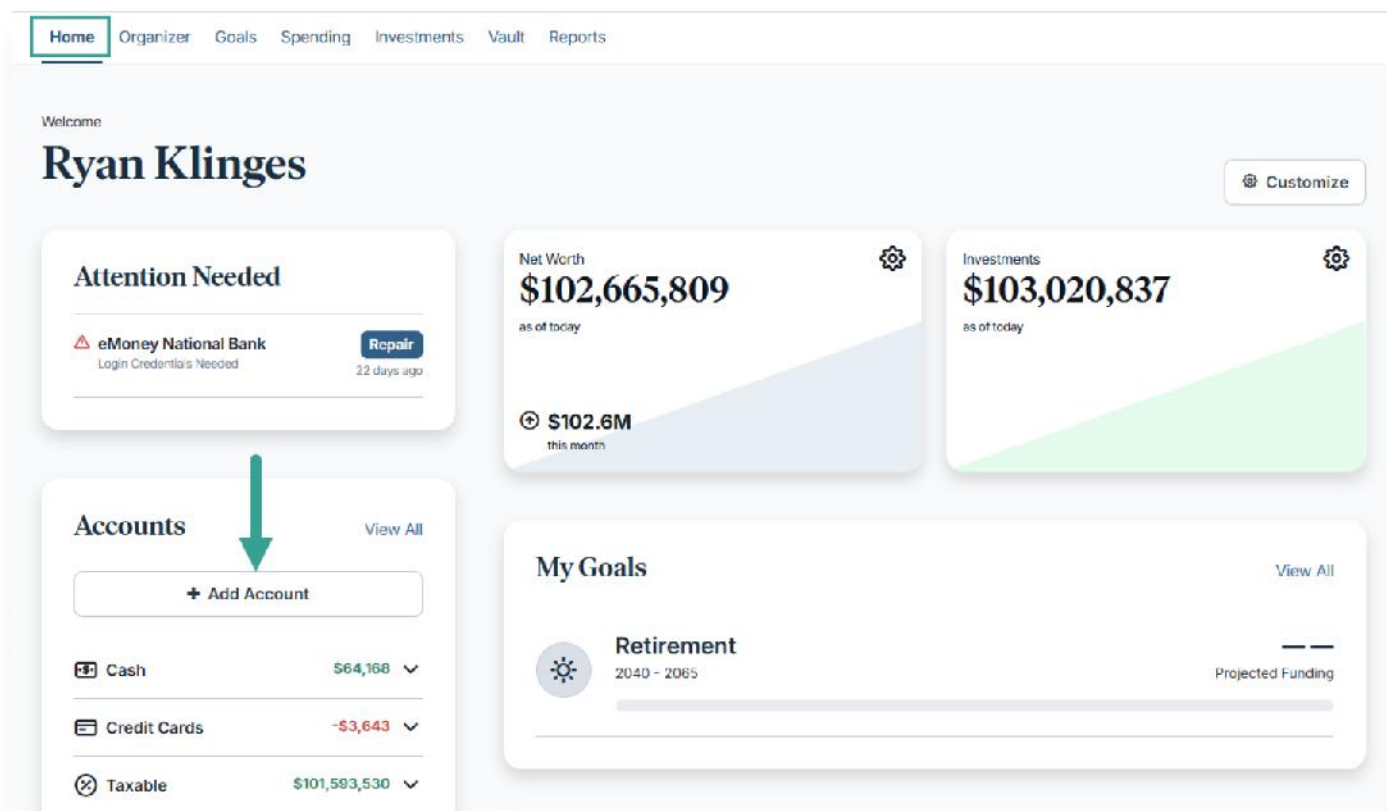 Home Organizer Goals Spending Investments Vault Reports
Welcome
Ryan Klinges
Customize
Attention Needed
eMoney National Bank Repair
Login Credentials Needed 22 days ago
Net Worth
$102,665,809
as of today
$102.6M
this month
Investments
$103,020,837
as of today
Accounts View All
+ Add Account
Cash $64,168
Credit Cards -$3,643
Taxable $101,593,530
My Goals View All
Retirement
2040 - 2065 Projected Funding